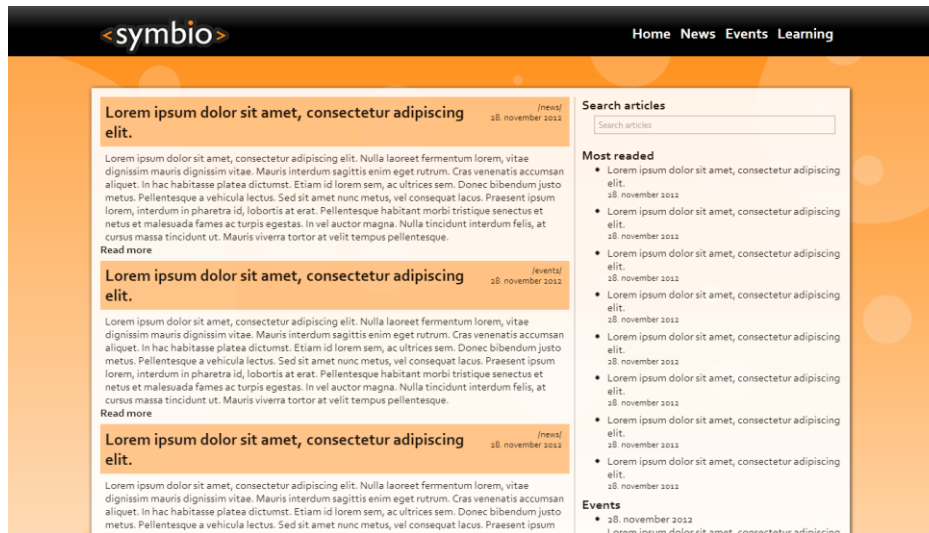 <symbio>
Home News Events Learning
Lorem ipsum dolor sit amet, consectetur adipiscing
elit.
/news/
28. november 2012
Lorem ipsum dolor sit amet, consectetur adipiscing elit. Nulla laoreet fermentum lorem, vitae
dignissim mauris dignissim vitae. Mauris interdum sagittis enim eget rutrum. Cras venenatis accumsan
aliquet. In hac habitasse platea dictumst. Etiam id lorem sem, ac ultrices sem. Donec bibendum justo
metus. Pellentesque a vehicula lectus. Sed sit amet nunc metus, vel consequat lacus. Praesent ipsum
lorem, interdum in pharetra id, lobortis at erat. Pellentesque habitant morbi tristique senectus et
netus et malesuada fames ac turpis egestas. In vel auctor magna. Nulla tincidunt interdum felis, at
cursus massa tincidunt ut. Mauris viverra tortor at velit tempus pellentesque.
Read more
Lorem ipsum dolor sit amet, consectetur adipiscing
elit.
/events/
28. november 2012
Lorem ipsum dolor sit amet, consectetur adipiscing elit. Nulla laoreet fermentum lorem, vitae
dignissim mauris dignissim vitae. Mauris interdum sagittis enim eget rutrum. Cras venenatis accumsan
aliquet. In hac habitasse platea dictumst. Etiam id lorem sem, ac ultrices sem. Donec bibendum justo
metus. Pellentesque a vehicula lectus. Sed sit amet nunc metus, vel consequat lacus. Praesent ipsum
lorem, interdum in pharetra id, lobortis at erat. Pellentesque habitant morbi tristique senectus et
netus et malesuada fames ac turpis egestas. In vel auctor magna. Nulla tincidunt interdum felis, at
cursus massa tincidunt ut. Mauris viverra tortor at velit tempus pellentesque.
Read more
Lorem ipsum dolor sit amet, consectetur adipiscing
elit.
/news/
28. november 2012
Lorem ipsum dolor sit amet, consectetur adipiscing elit. Nulla laoreet fermentum lorem, vitae
dignissim mauris dignissim vitae. Mauris interdum sagittis enim eget rutrum. Cras venenatis accumsan
aliquet. In hac habitasse platea dictumst. Etiam id lorem sem, ac ultrices sem. Donec bibendum justo
metus. Pellentesque a vehicula lectus. Sed sit amet nunc metus, vel consequat lacus. Praesent ipsum
Search articles
Search articles
Most readed
Lorem ipsum dolor sit amet, consectetur adipiscing
elit.
28. november 2012
Lorem ipsum dolor sit amet, consectetur adipiscing
elit.
28. november 2012
Lorem ipsum dolor sit amet, consectetur adipiscing
elit.
28. november 2012
Lorem ipsum dolor sit amet, consectetur adipiscing
elit.
28. november 2012
Lorem ipsum dolor sit amet, consectetur adipiscing
elit.
28. november 2012
Lorem ipsum dolor sit amet, consectetur adipiscing
elit.
28. november 2012
Lorem ipsum dolor sit amet, consectetur adipiscing
elit.
28. november 2012
Lorem ipsum dolor sit amet, consectetur adipiscing
elit.
28. november 2012
Events
28. november 2012
Lorem ipsum dolor sit amet, consectetur adipiscing